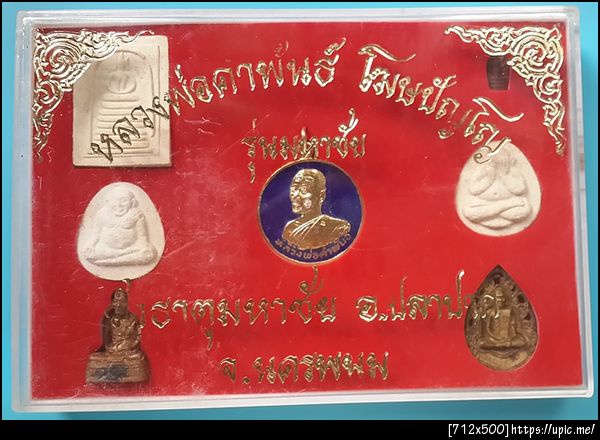 หลวงพ่อคำพันธ์ โฆษปัญโญ
รุ่นมหาชัย
หลวงพ่อคำพันธ์
ธาตุมหาชัย อ.ปลาปาก
จ.นครพนม
[712x500]https://upic.me/